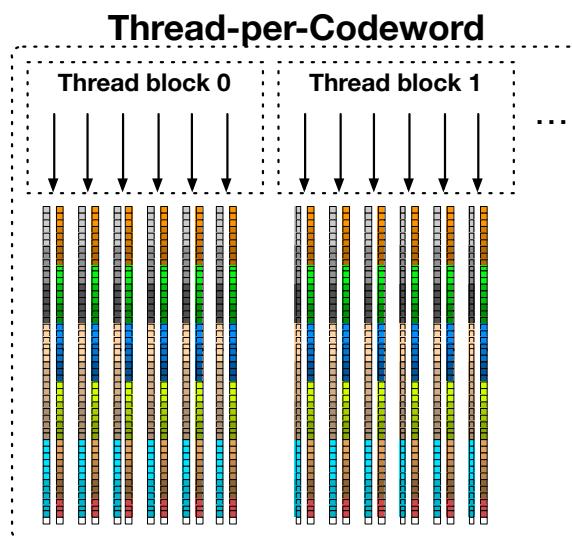 Thread-per-Codeword
Thread block 0
Thread block 1
...